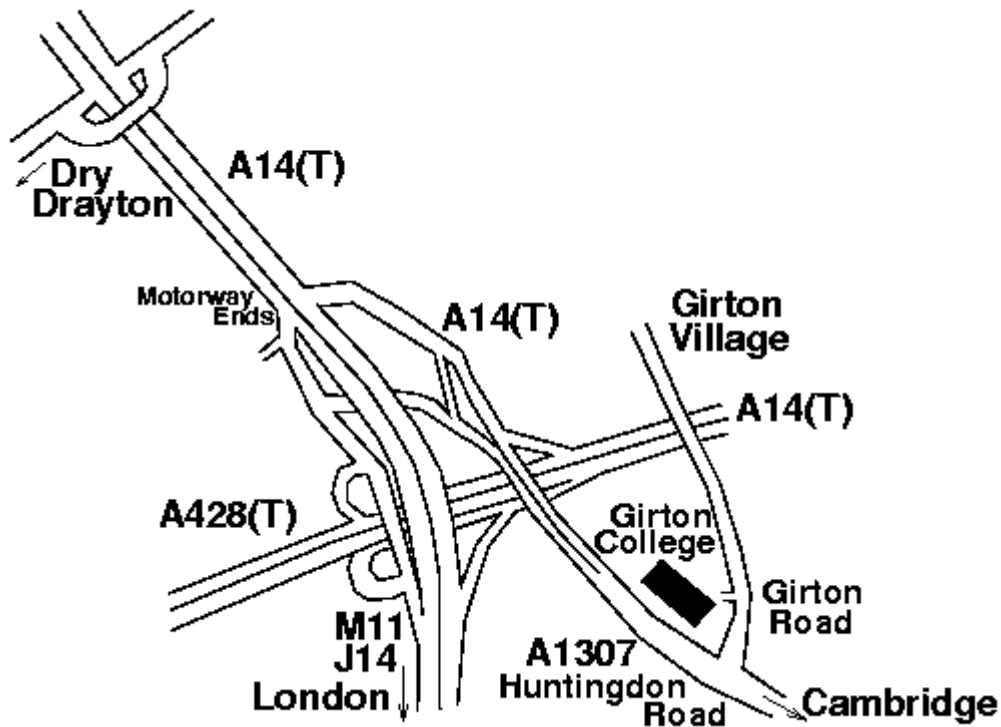 A14(T)
Dry
Drayton
Motorway
Ends
A14(T)
Girton
Village
A14(T)
A428(T)
Girton
College
Girton
Road
M11
J14
London
A1307
Huntingdon
Road
Cambridge